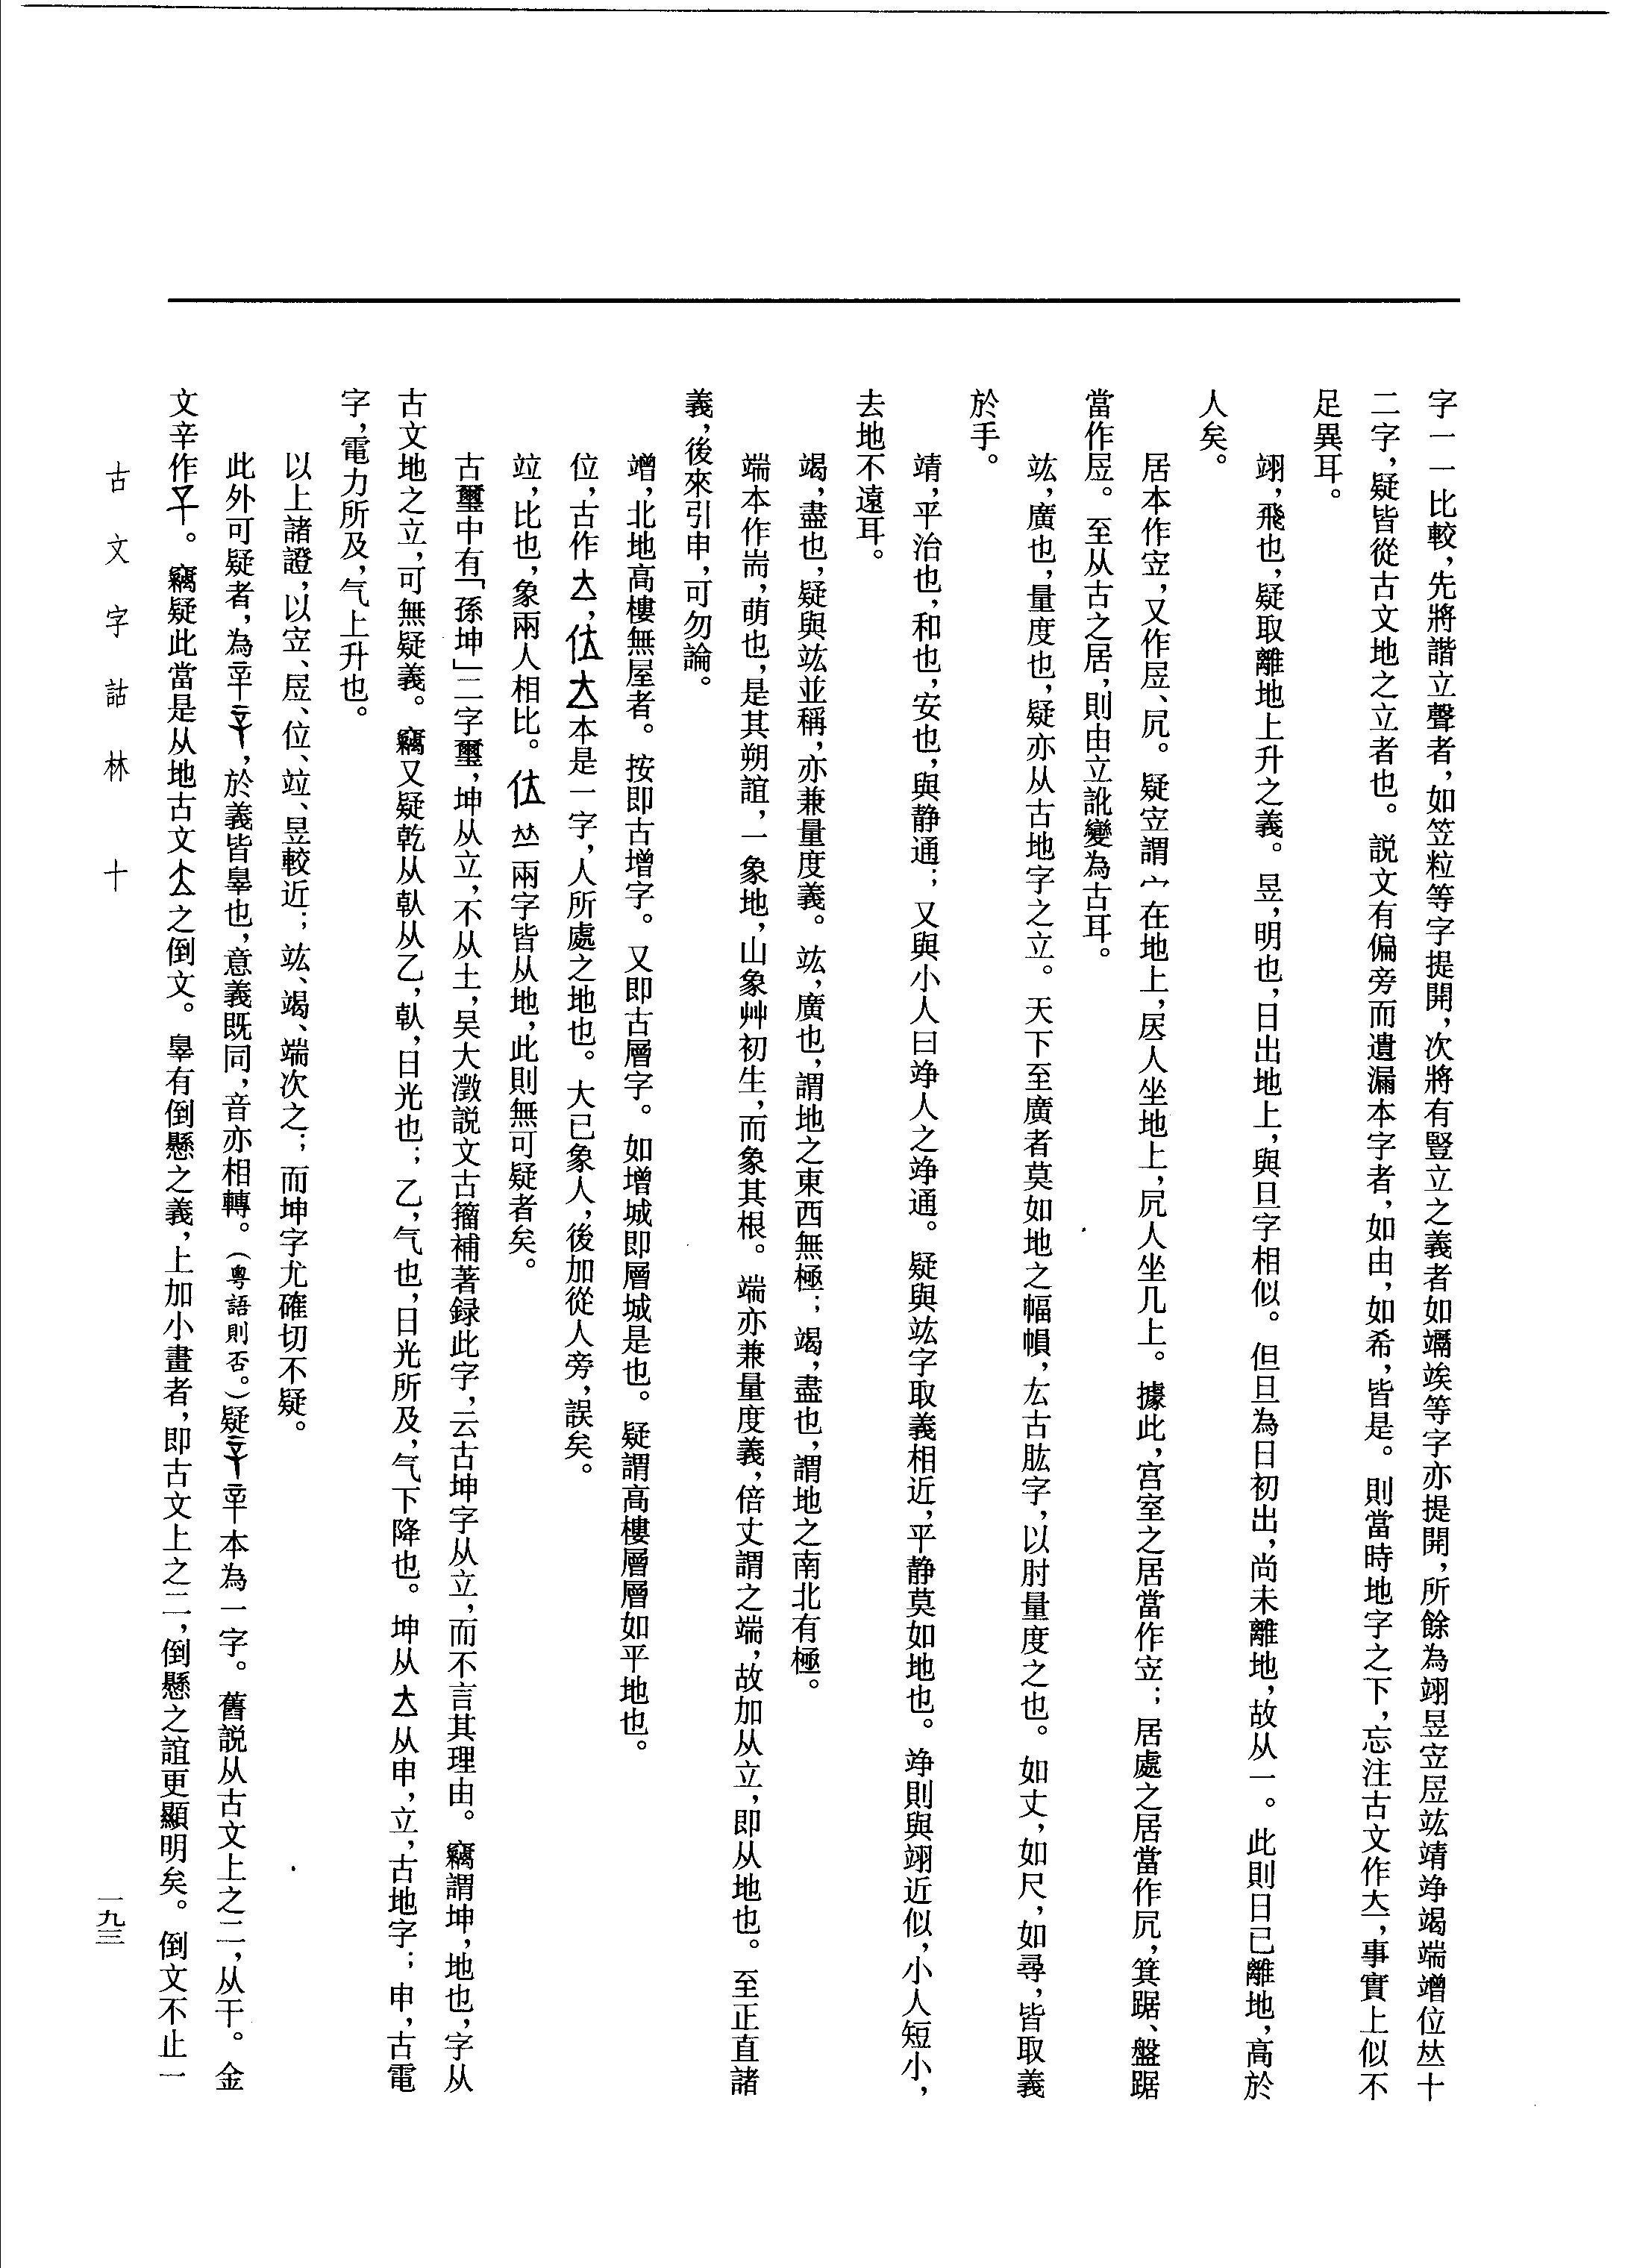 字一一比較，先將諧立聲者，如笠粒等字提開，次將有豎立之義者如䇔竢等字亦提開，所餘為翊昱㝉㞐竑靖竫竭端竲位竝十
二字，疑皆從古文地之立者也。説文有偏旁而遺漏本字者，如由，如希，皆是。則當時地字之下，忘注古文作，事實上似不
足異耳。
翊，飛也，疑取離地上升之義。昱，明也，日出地上，與旦字相似。但旦為日初出，尚未離地，故从一。此則日已離地，高於
人矣。
居本作，又作、凥。疑謂宀在地上，人坐地上，凥人坐几上。據此，宫室之居當作；居處之居當作凥，箕踞、盤踞
當作。至从古之居，則由立訛變為古耳。
竑，廣也，量度也，疑亦从古地字之立。天下至廣者莫如地之幅㡓，厷古肱字，以肘量度之也。如丈，如尺，如尋，皆取義
於手。
靖，平治也，和也，安也，與静通；又與小人曰竫人之竫通。疑與竑字取義相近，平静莫如地也。竫則與翊近似，小人短小，
去地不遠耳。
竭，盡也，疑與竑並稱，亦兼量度義。竑，廣也，謂地之東西無極；竭，盡也，謂地之南北有極。
端本作耑，萌也，是其朔誼，一象地，山象艸初生，而象其根。端亦兼量度義，倍丈謂之端，故加从立，即从地也。至正直諸
義，後來引申，可勿論。
竲，北地高樓無屋者。按即古增字。又即古層字。如增城即層城是也。疑謂高樓層層如平地也。
位，古作，本是一字，人所處之地也。大已象人，後加從人旁，誤矣。
竝，比也，象兩人相比。兩字皆从地，此則無可疑者矣。
古璽中有「孫坤」二字璽，坤从立，不从土，吴大澂説文古籀補著録此字，云古坤字从立，而不言其理由。竊謂坤，地也，字从
古文地之立，可無疑義。竊又疑乾从倝从乙，倝，日光也；乙，气也，日光所及，气下降也。坤从从申，立，古地字；申，古電
字，電力所及，气上升也。
以上諸證，以、、位、竝、昱較近；竑、竭、端次之；而坤字尤確切不疑。
此外可疑者，為䇂辛，於義皆辠也，意義既同，音亦相轉。（粵語則否。）疑辛䇂本為一字。舊説从古文上之二，从干。金
文辛作。竊疑此當是从地古文之倒文。辠有倒懸之義，上加小畫者，即古文上之二，倒懸之誼更顯明矣。倒文不止一
古文字詁林 十
一九三